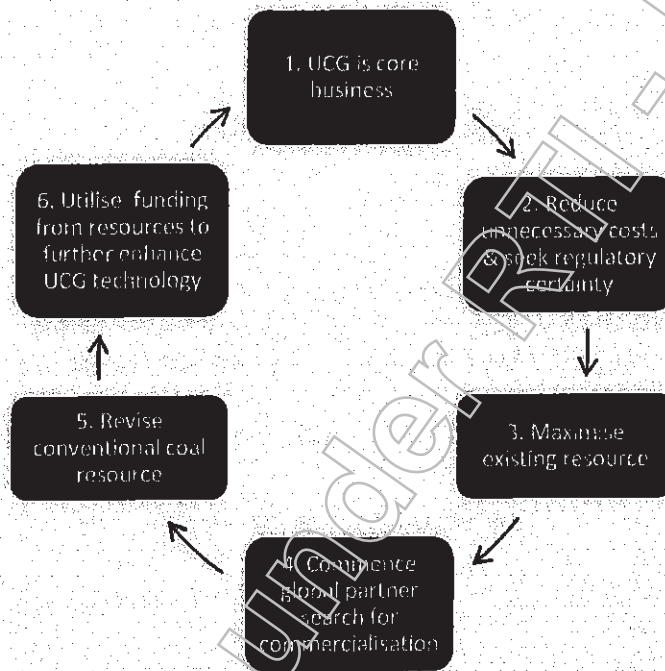 1. UCG is core
business
2. Reduce
unnecessary costs
& seek regulatory
certainty
3. Maximise
existing resource
4. Commence
global partner
search for
commercialisation
5. Revise
conventional coal
resource
6. Utilise funding
from resources to
further enhance
UCG technology
under RTI -